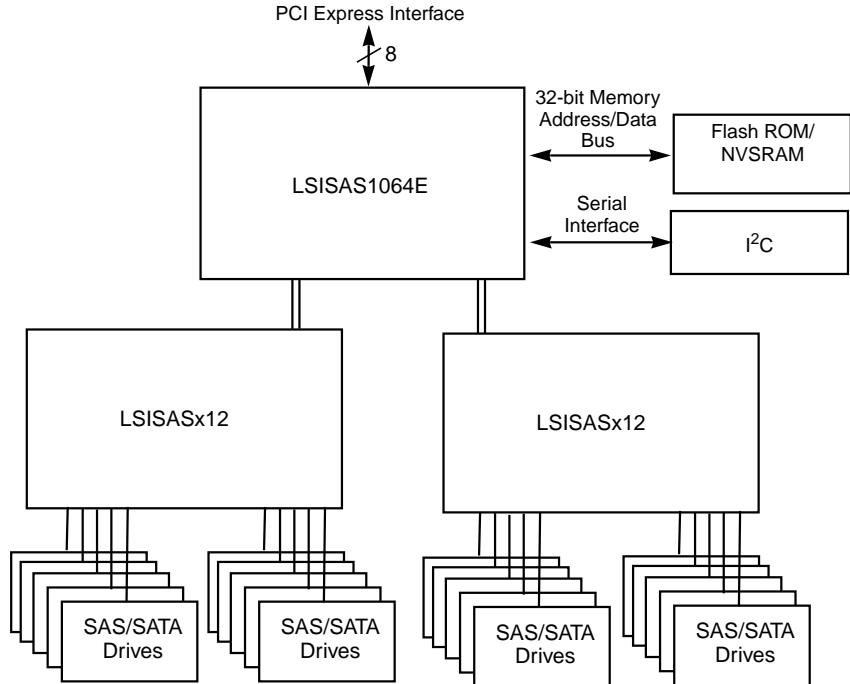 PCI Express Interface
8
32-bit Memory
Address/Data
Bus
Flash ROM/
NVSRAM
LSISAS1064E
Serial
Interface
I²C
LSISASx12
LSISASx12
SAS/SATA
Drives
SAS/SATA
Drives
SAS/SATA
Drives
SAS/SATA
Drives